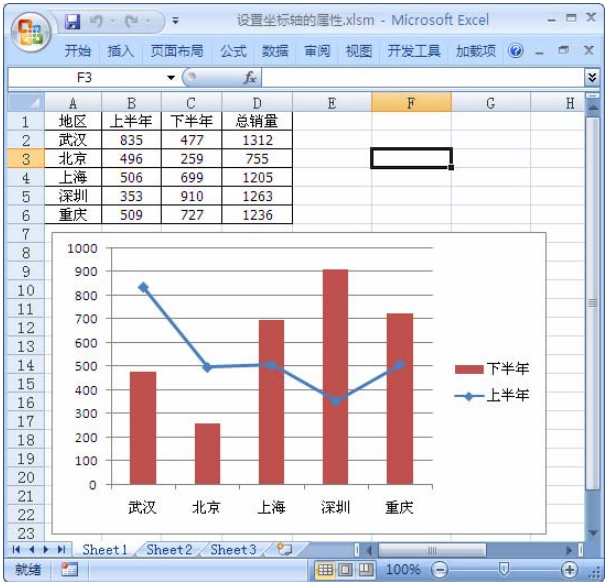 设置坐标轴的属性.xlsm - Microsoft Excel
开始 插入 页面布局 公式 数据 审阅 视图 开发工具 加载项
F3 fx
A B C D E F G H
1 地区 上半年 下半年 总销量
2 武汉 835 477 1312
3 北京 496 259 755
4 上海 506 699 1205
5 深圳 353 910 1263
6 重庆 509 727 1236
7
8
9
10
11
12
13
14
15
16
17
18
19
20
21
22
23
1000
900
800
700
600
500
400
300
200
100
0
武汉 北京 上海 深圳 重庆
下半年
上半年
Sheet1 Sheet2 Sheet3
就绪 100%